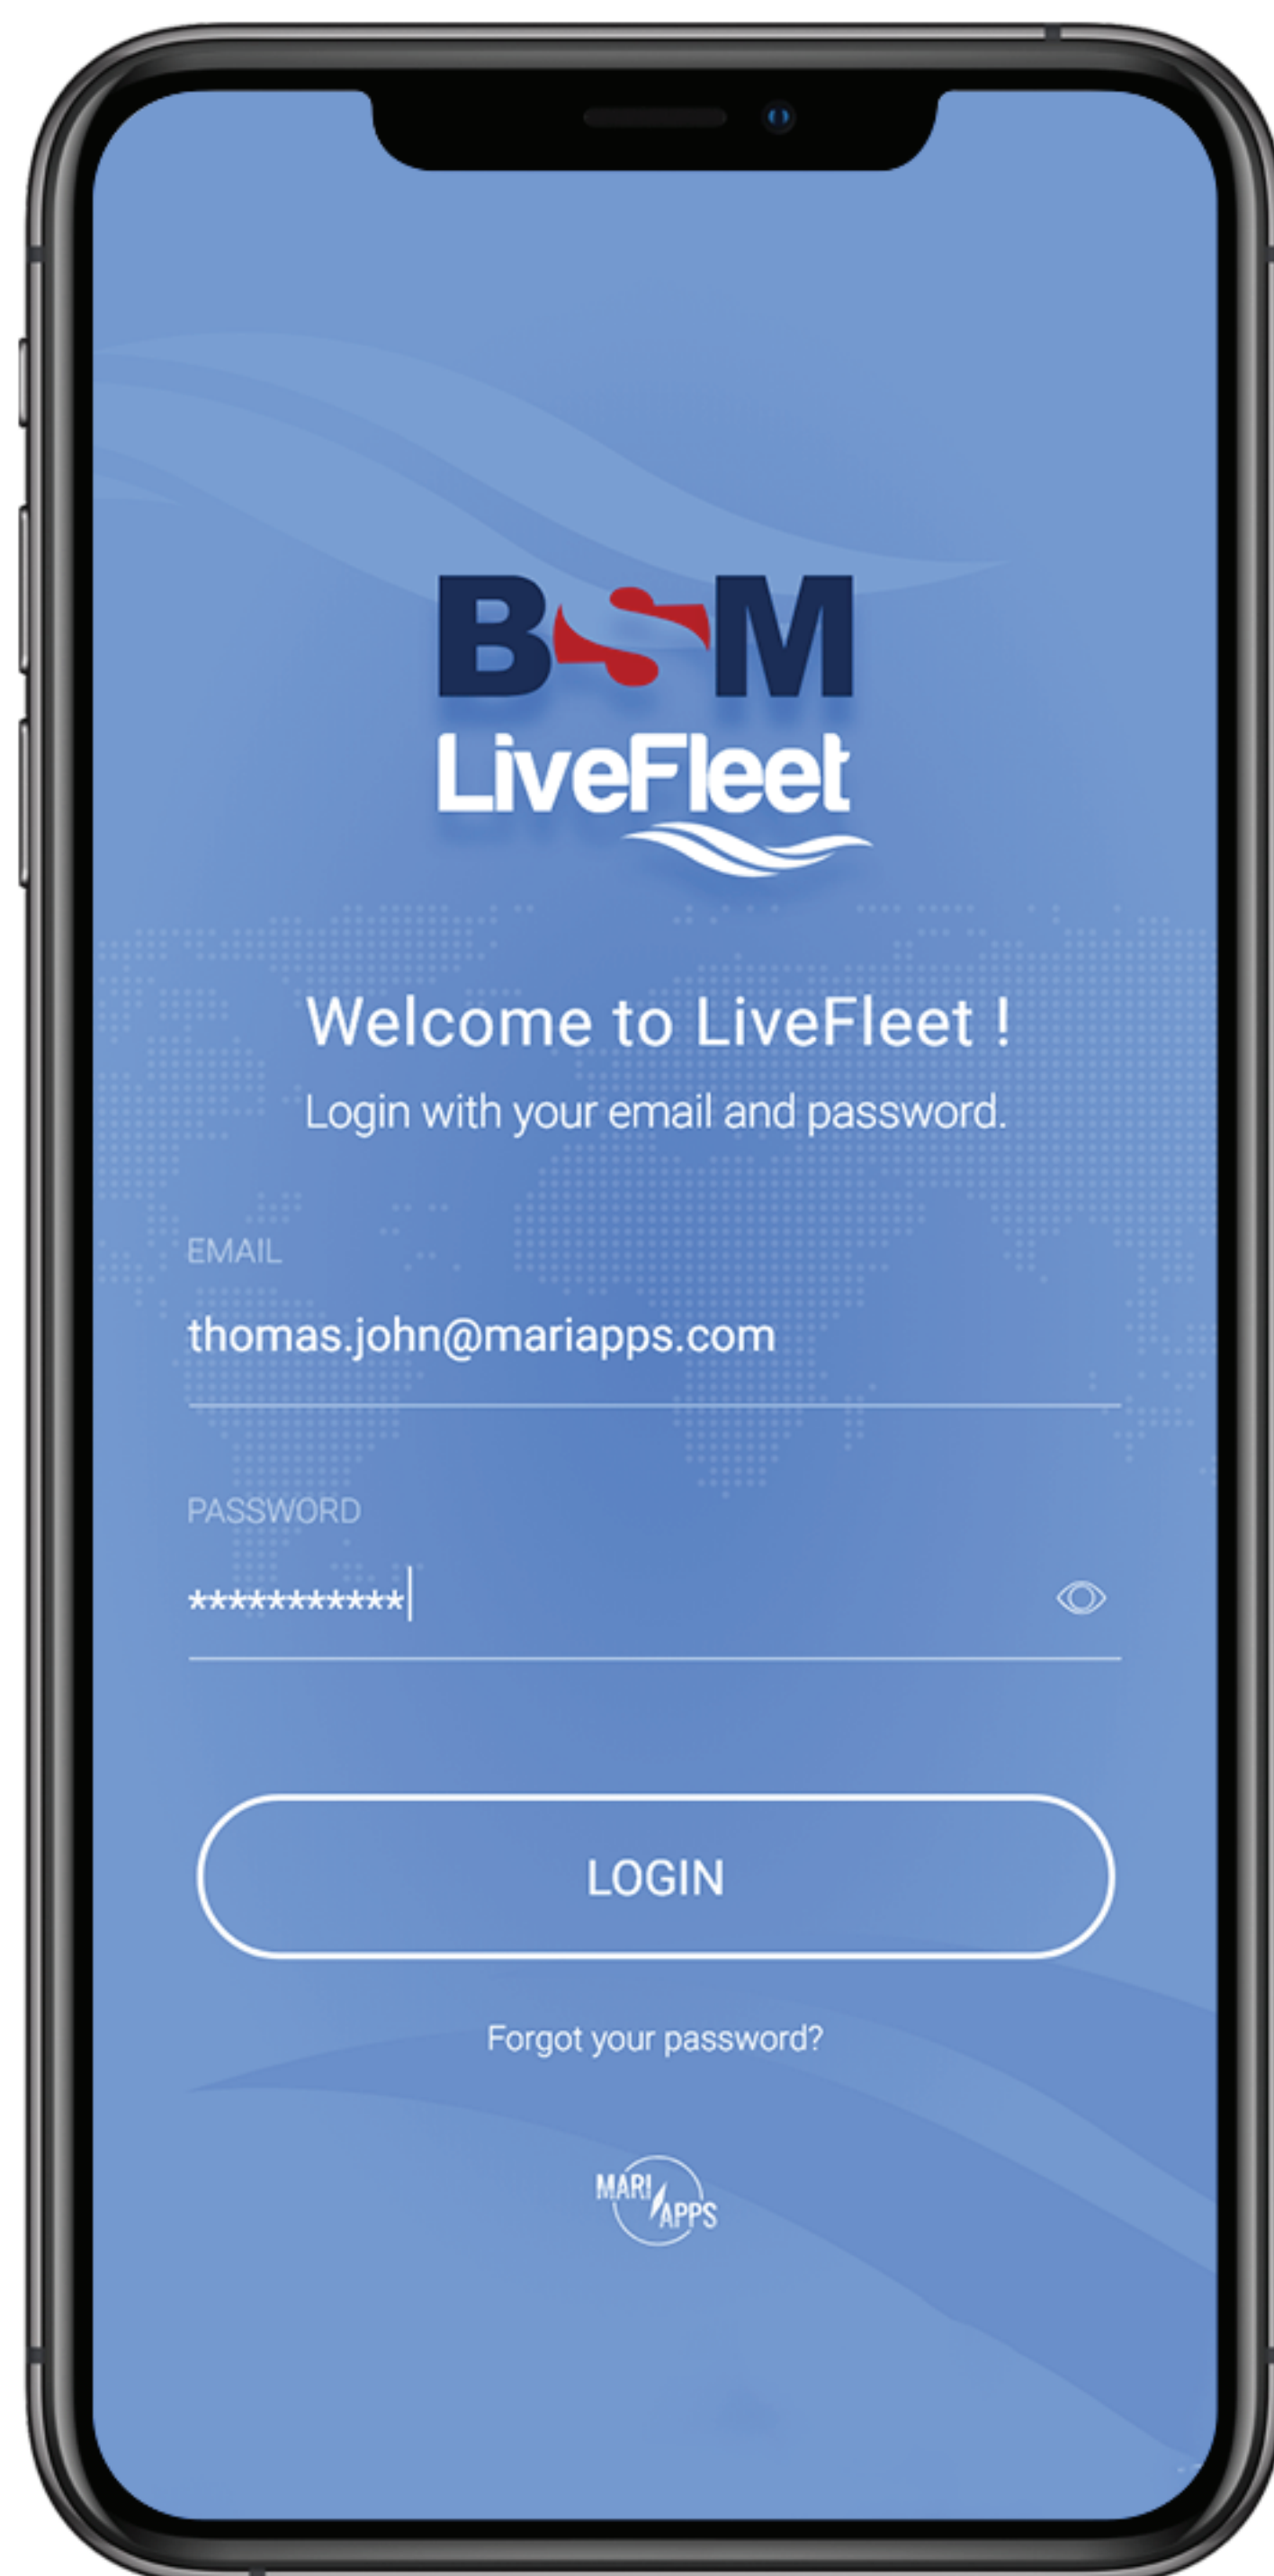 BSM
LiveFleet
Welcome to LiveFleet !
Login with your email and password.
EMAIL
thomas.john@mariapps.com
PASSWORD
***********
LOGIN
Forgot your password?
MARI
APPS